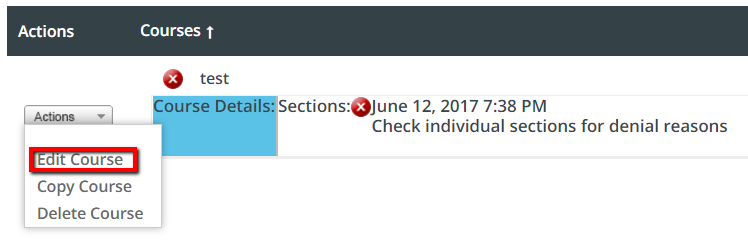 Actions Courses ↑
test
Actions Course Details: Sections: June 12, 2017 7:38 PM
Check individual sections for denial reasons
Edit Course
Copy Course
Delete Course